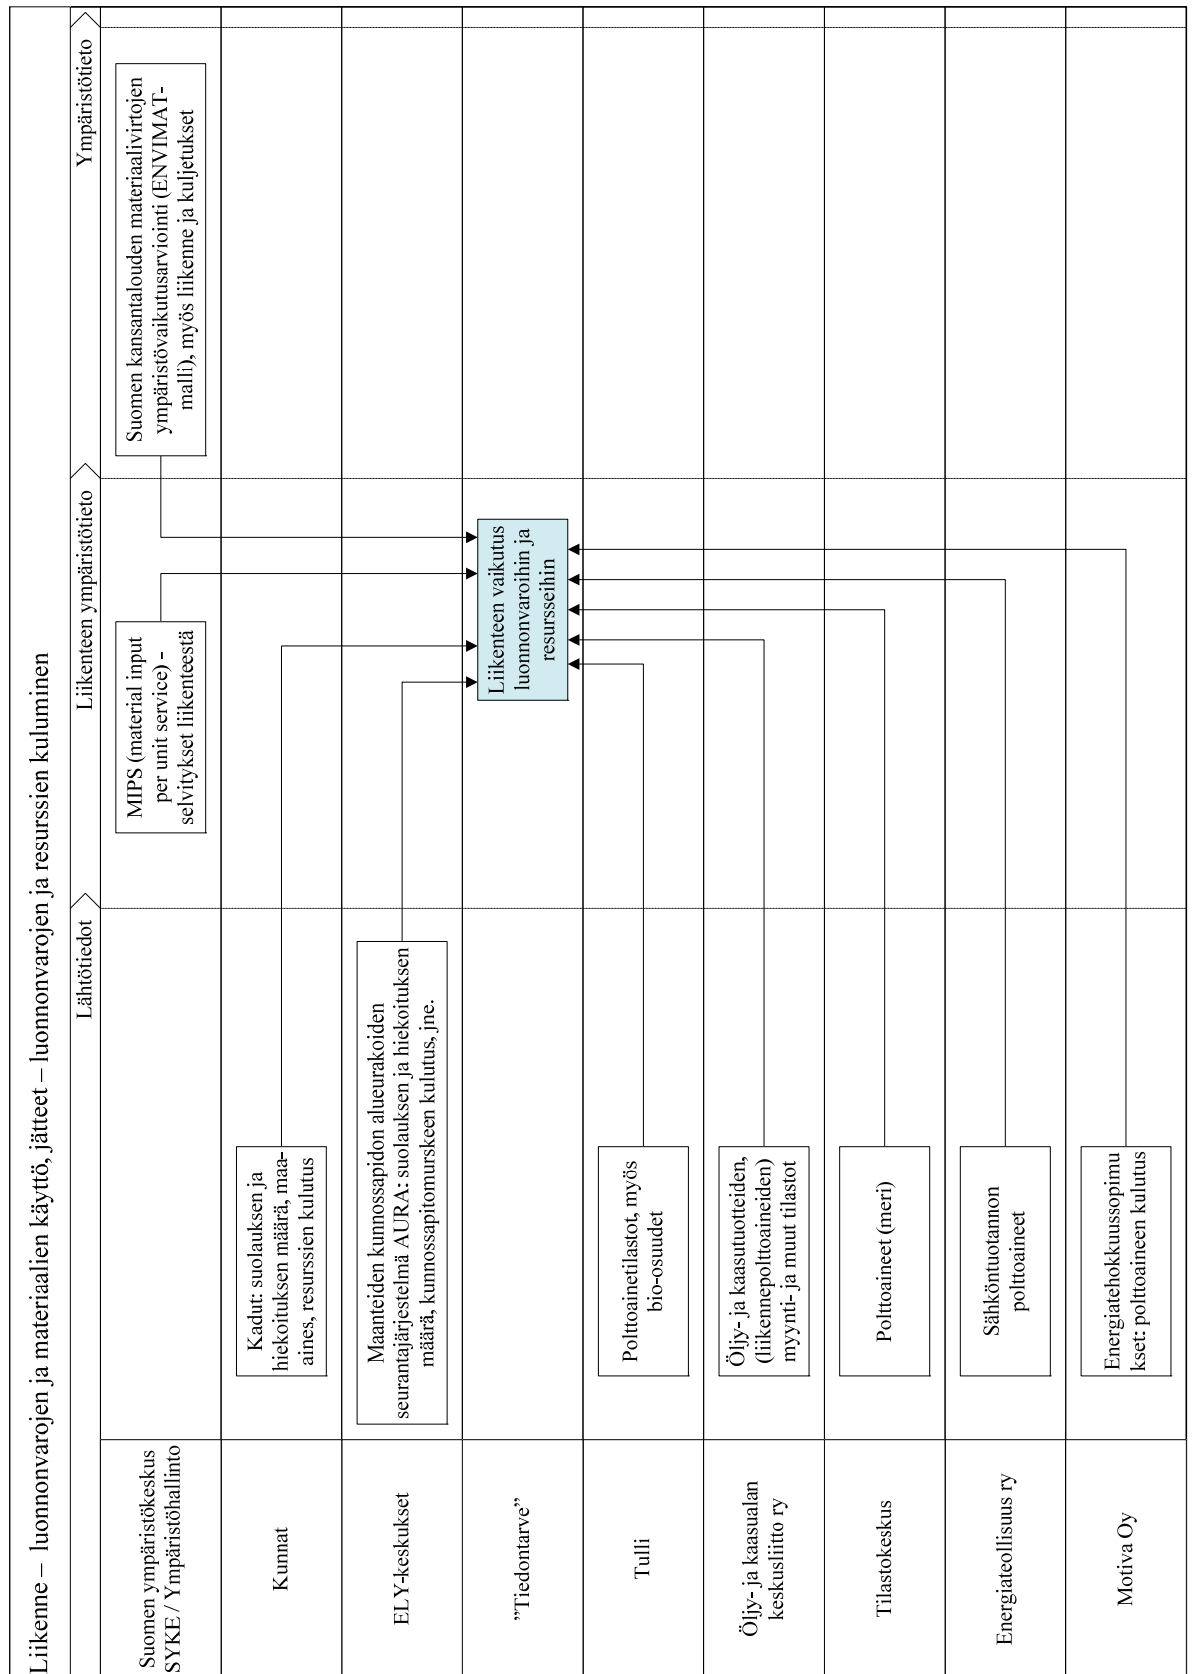 Liikenne – luonnonvarojen ja materiaalien käyttö, jätteet – luonnonvarojen ja resurssien kuluminen
Lähtötiedot
Liikenteen ympäristötieto
Ympäristötieto
Suomen ympäristökeskus
SYKE / Ympäristöhallinto
MIPS (material input
per unit service) -
selvitykset liikenteestä
Suomen kansantalouden materiaalivirtojen
ympäristövaikutusarviointi (ENVIMAT-
malli), myös liikenne ja kuljetukset
Kunnat
Kadut: suolauksen ja
hiekoituksen määrä, maa-
aines, resurssien kulutus
ELY-keskukset
Maanteiden kunnossapidon alueurakoiden
seurantajärjestelmä AURA: suolauksen ja hiekoituksen
määrä, kunnossapitomurskeen kulutus, jne.
”Tiedontarve”
Liikenteen vaikutus
luonnonvaroihin ja
resursseihin
Tulli
Polttoainetilastot, myös
bio-osuudet
Öljy- ja kaasualan
keskusliitto ry
Öljy- ja kaasutuotteiden,
(liikennepolttoaineiden)
myynti- ja muut tilastot
Tilastokeskus
Polttoaineet (meri)
Energiateollisuus ry
Sähköntuotannon
polttoaineet
Motiva Oy
Energiatehokkuussopimu
kset: polttoaineen kulutus